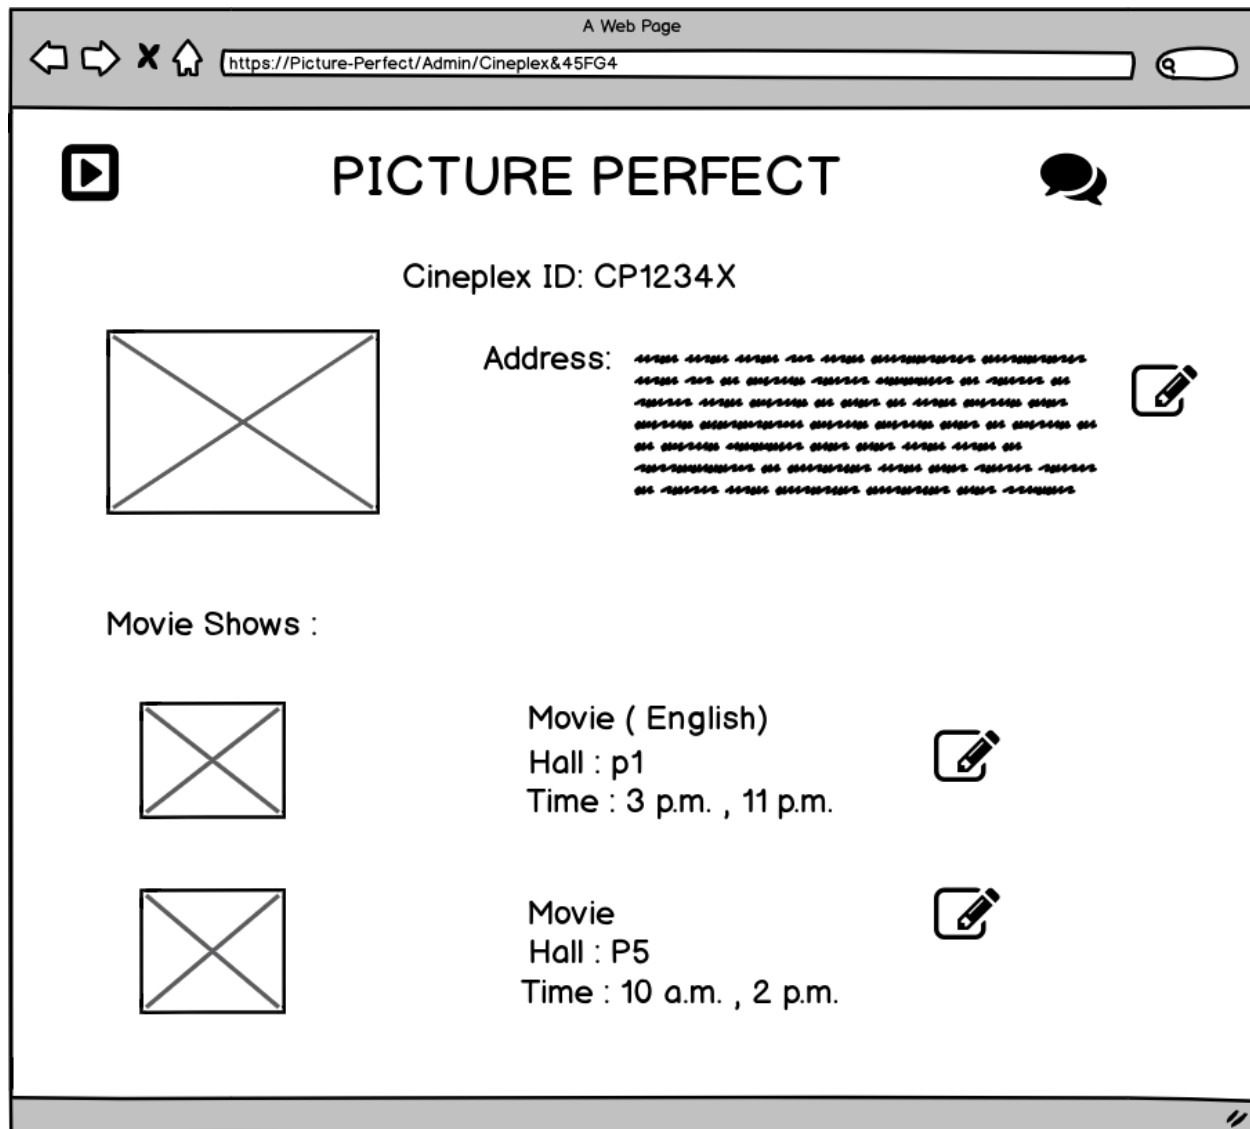 A Web Page
https://Picture-Perfect/Admin/Cineplex&45FG4
PICTURE PERFECT
Cineplex ID: CP1234X
Address:
Movie Shows :
Movie ( English)
Hall : p1
Time : 3 p.m. , 11 p.m.
Movie
Hall : P5
Time : 10 a.m. , 2 p.m.